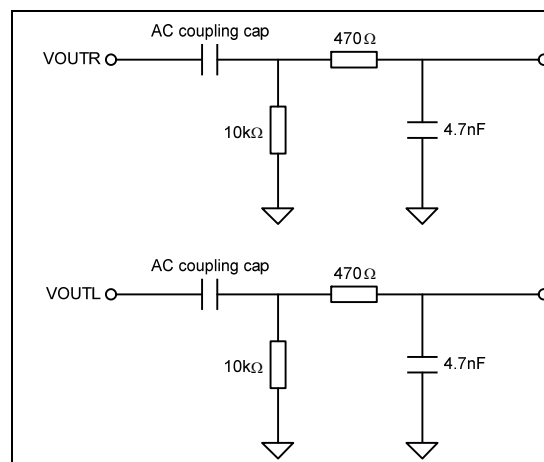 AC coupling cap
VOUTR
470Ω
10kΩ
4.7nF
AC coupling cap
VOUTL
470Ω
10kΩ
4.7nF